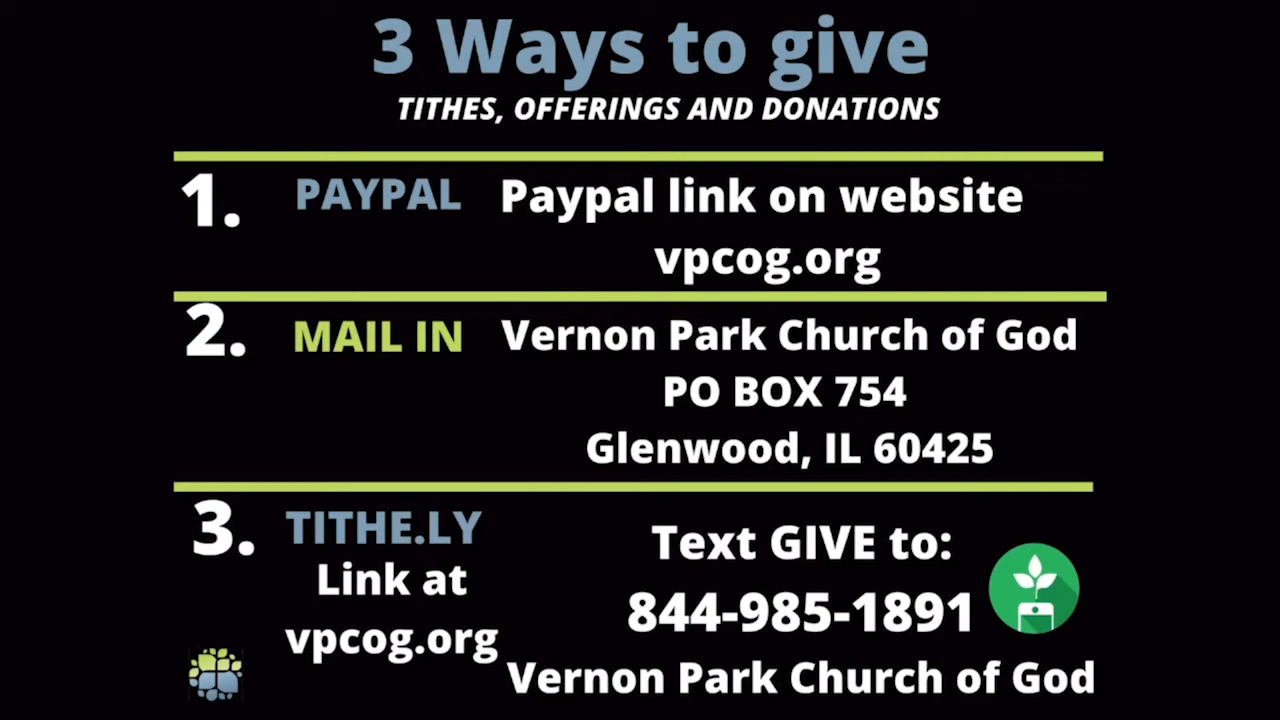 3 Ways to give
TITHES, OFFERINGS AND DONATIONS
1. PAYPAL Paypal link on website
vpcog.org
2. MAIL IN Vernon Park Church of God
PO BOX 754
Glenwood, IL 60425
3. TITHE.LY
Link at
vpcog.org
Text GIVE to:
844-985-1891
Vernon Park Church of God